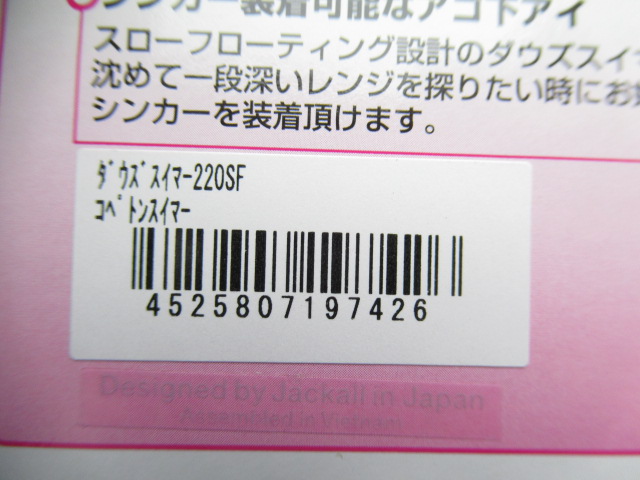 シンカー装着可能なアゴトアイ
スローフローティング設計のダウズスイ
沈めて一段深いレンジを探りたい時にお
シンカーを装着頂けます。
ﾀﾞｳｽﾞｽｲﾏｰ220SF
ｺﾍﾟﾄﾝｽｲﾏｰ
4525807197426
Designed by Jackall in Japan
Assembled in Vietnam